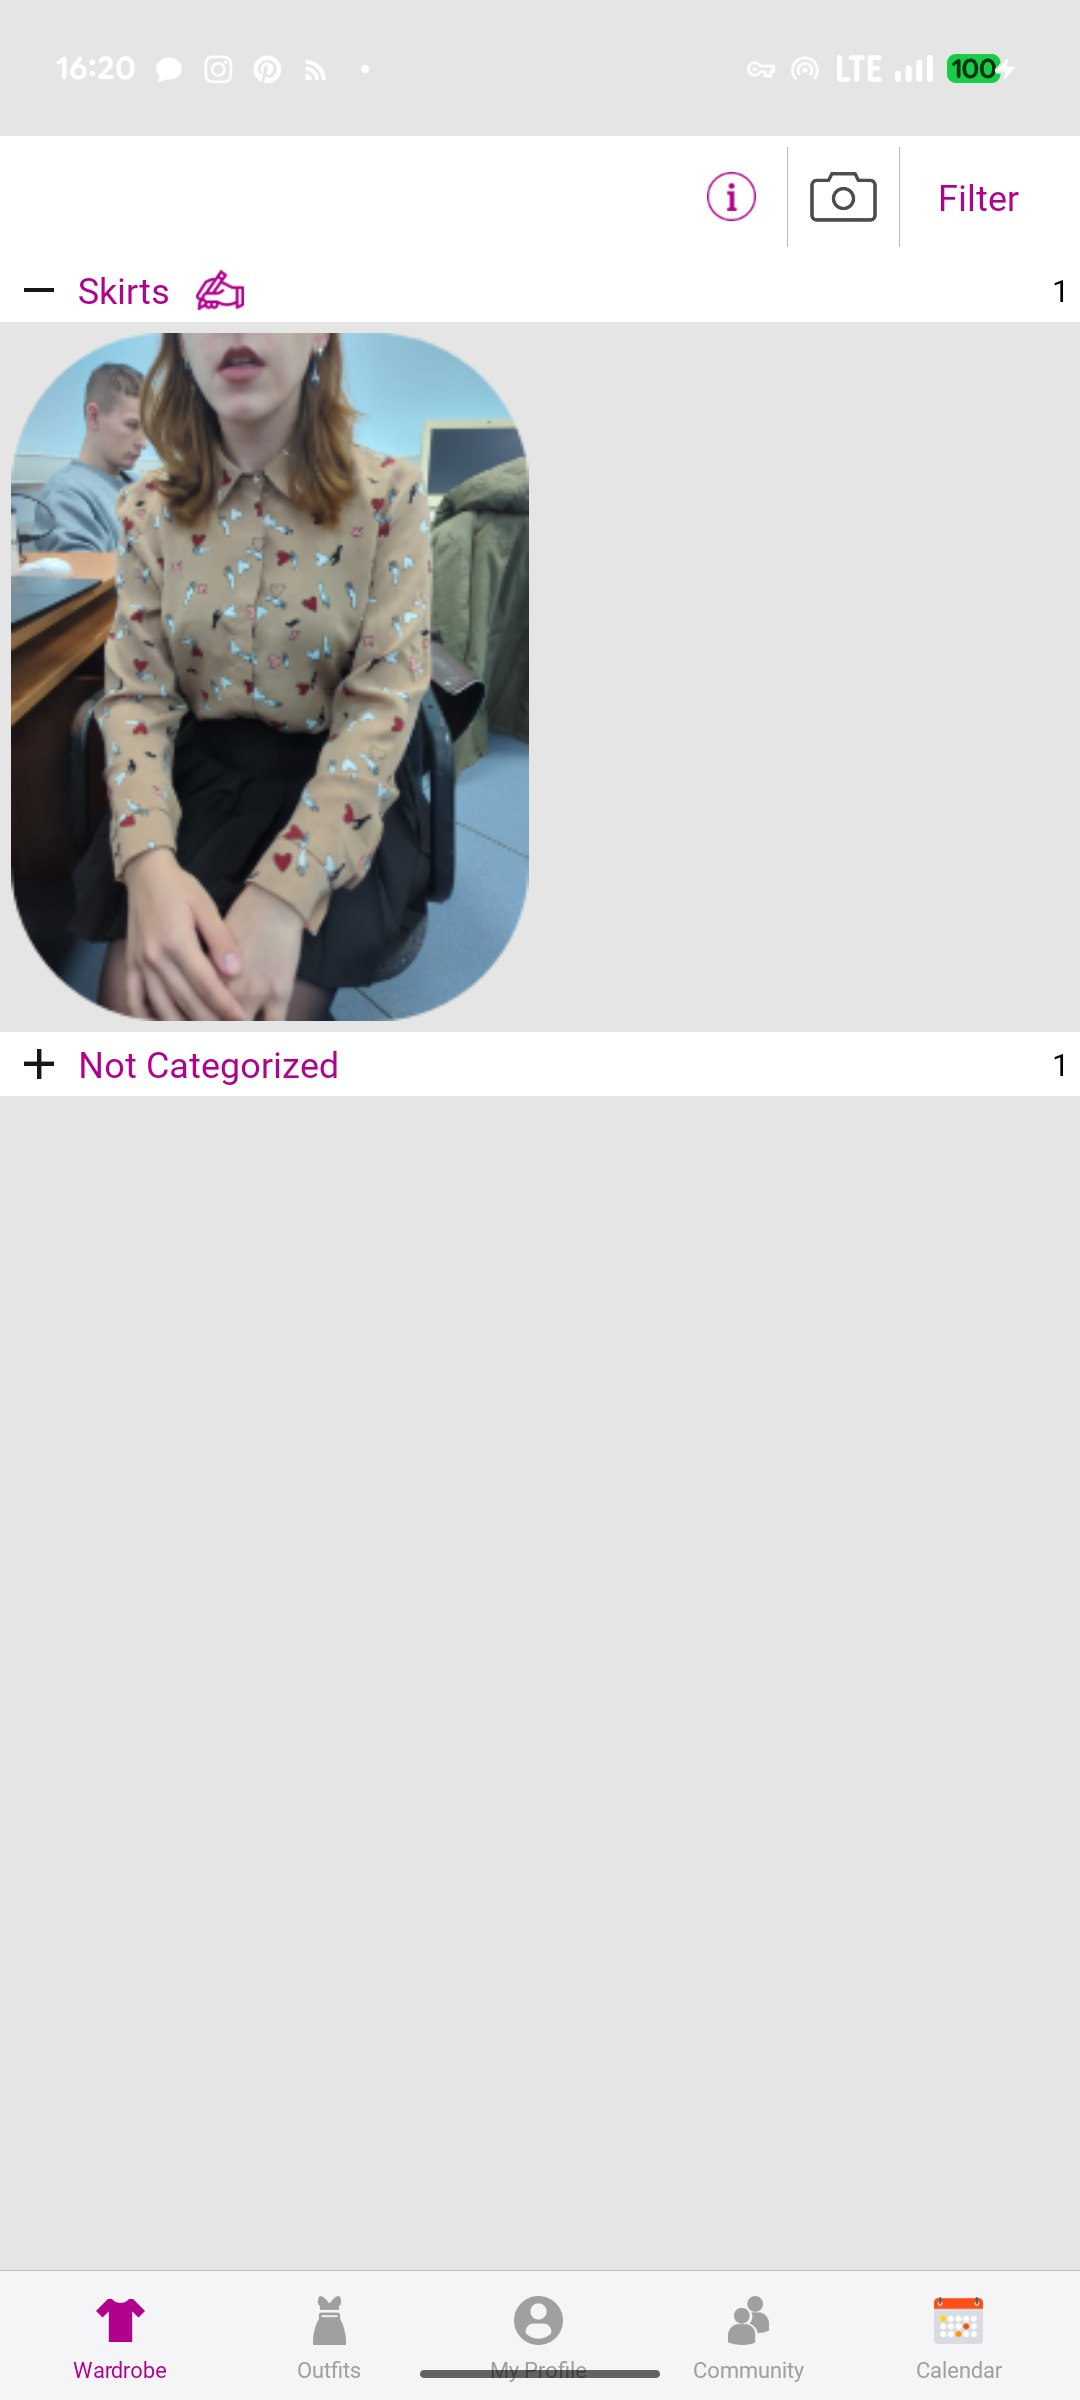 16:20 LTE 100
i Filter
Skirts 1
Not Categorized 1
Wardrobe Outfits My Profile Community Calendar